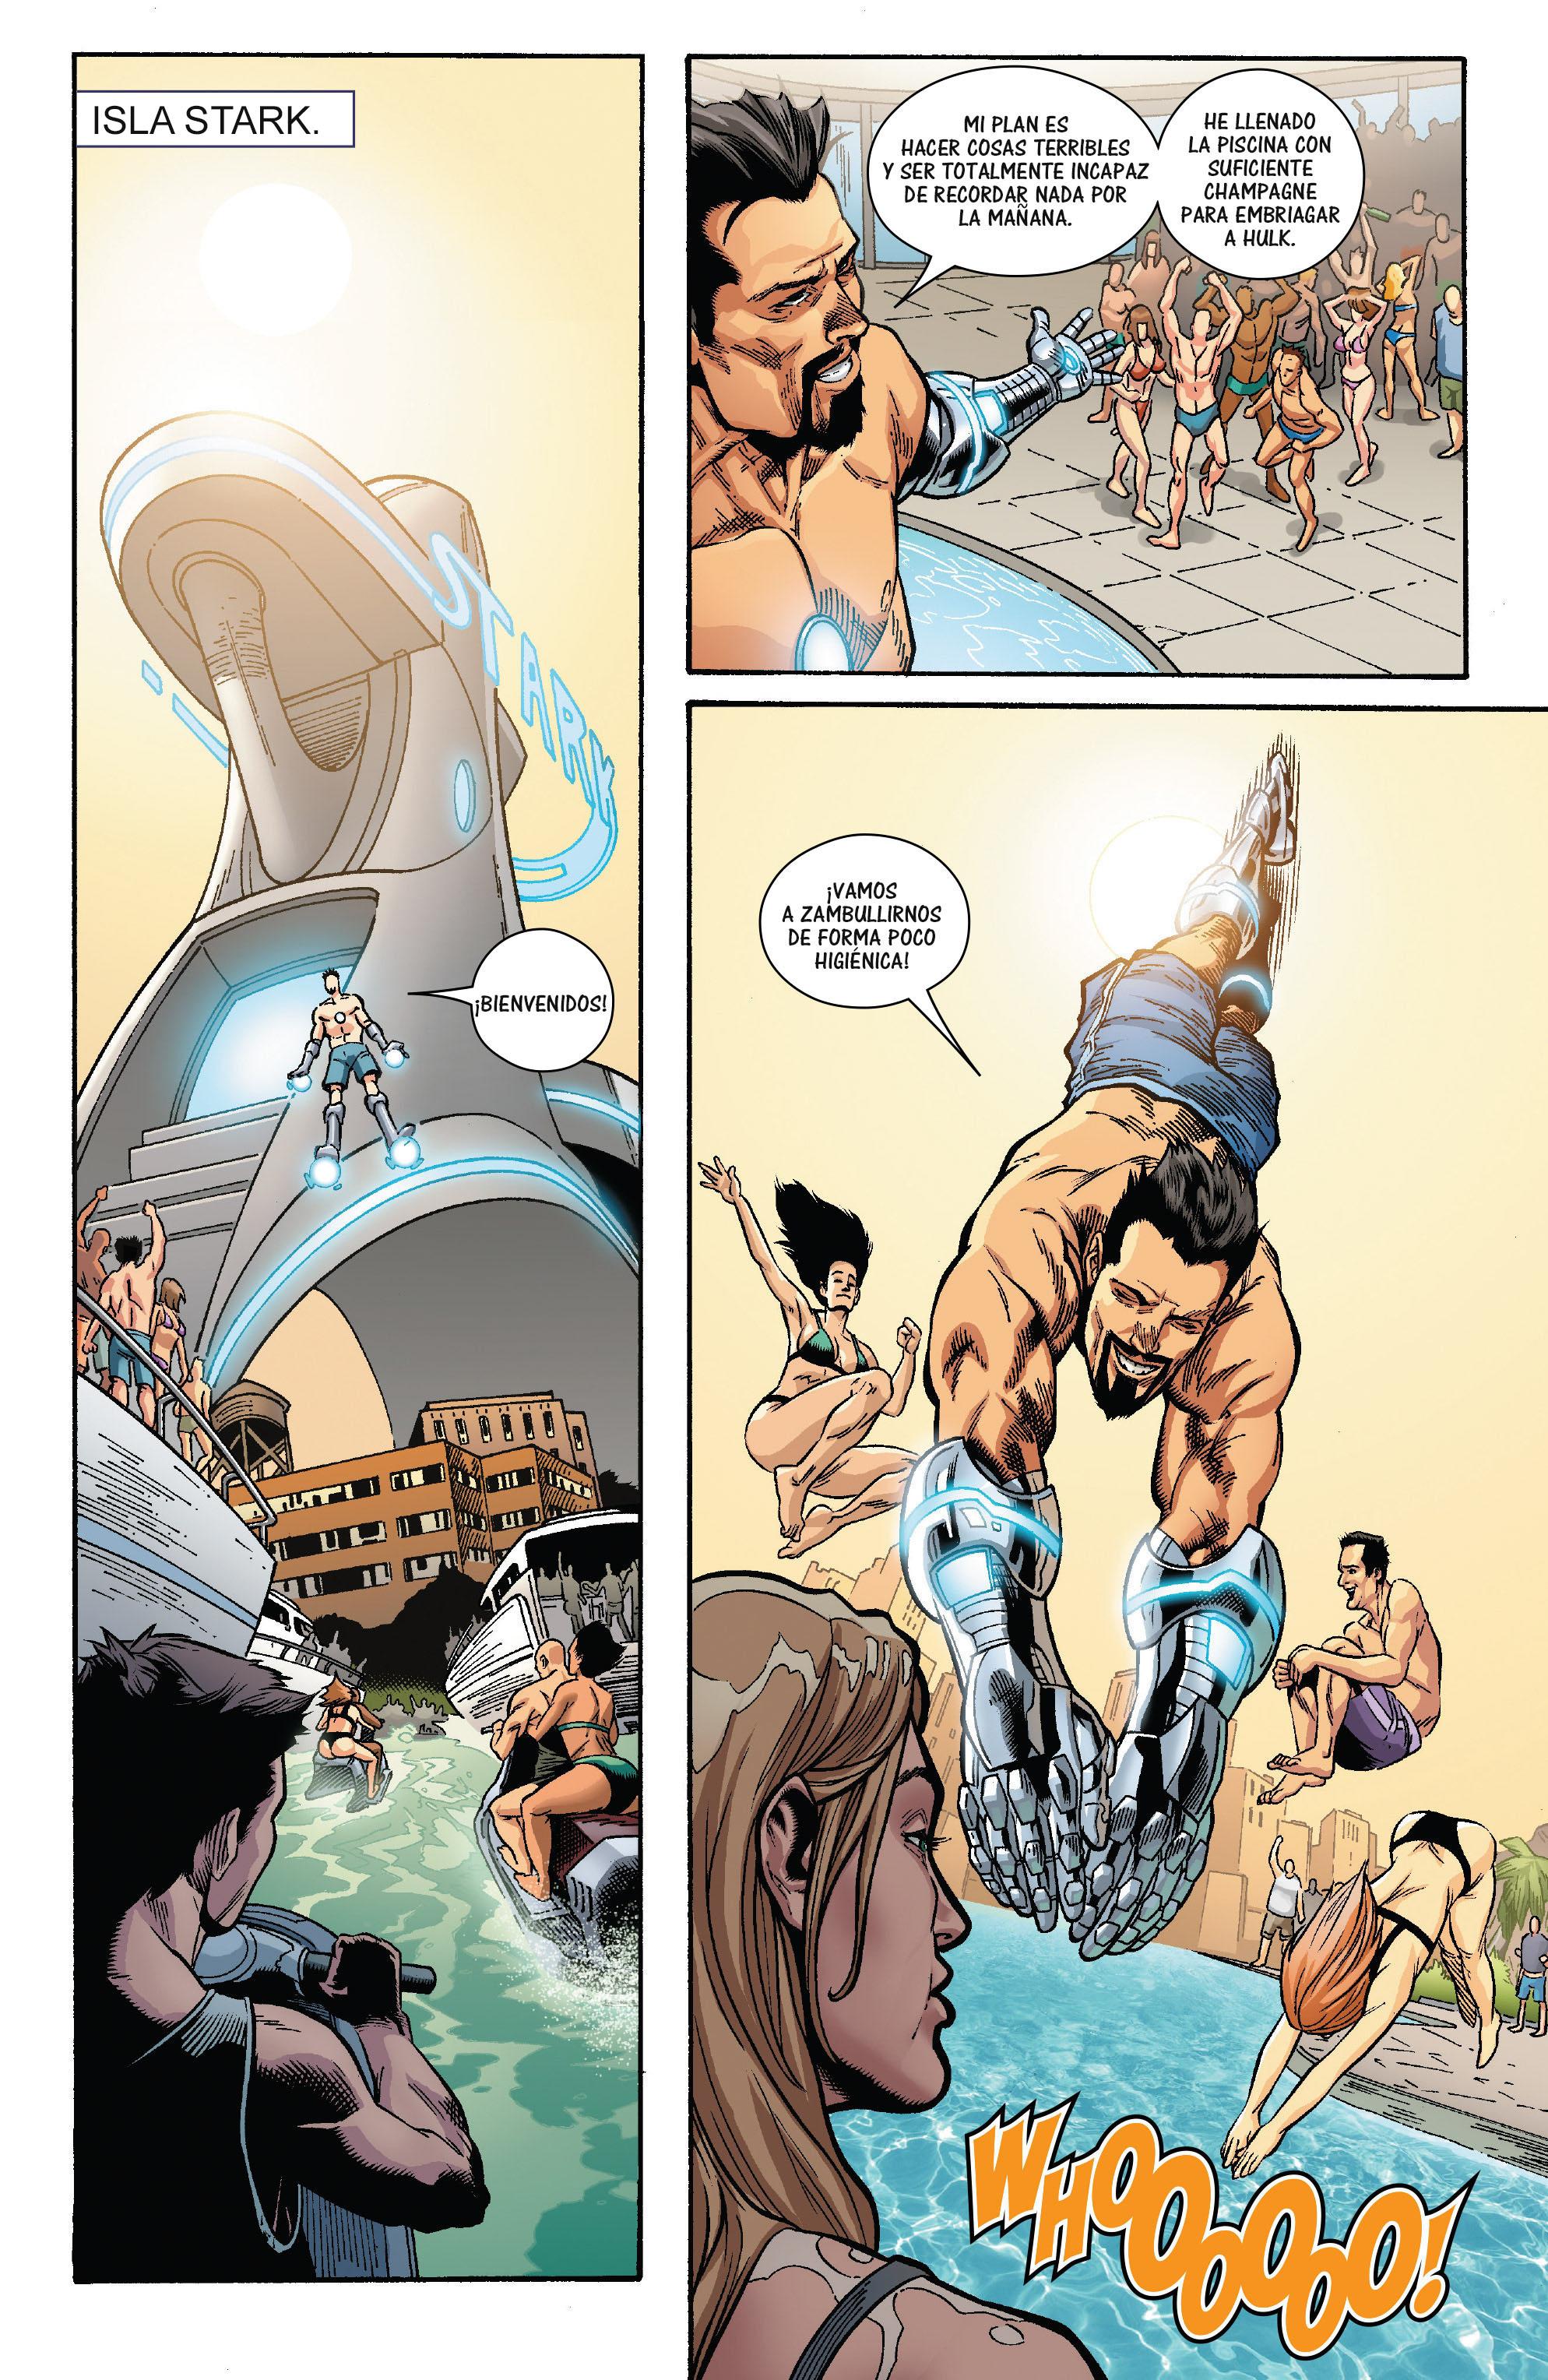 ISLA STARK.
STARK
¡BIENVENIDOS!
MI PLAN ES
HACER COSAS TERRIBLES
Y SER TOTALMENTE INCAPAZ
DE RECORDAR NADA POR
LA MAÑANA.
HE LLENADO
LA PISCINA CON
SUFICIENTE
CHAMPAGNE
PARA EMBRIAGAR
A HULK.
¡VAMOS
A ZAMBULLIRNOS
DE FORMA POCO
HIGIÉNICA!
WHOOOOOO!